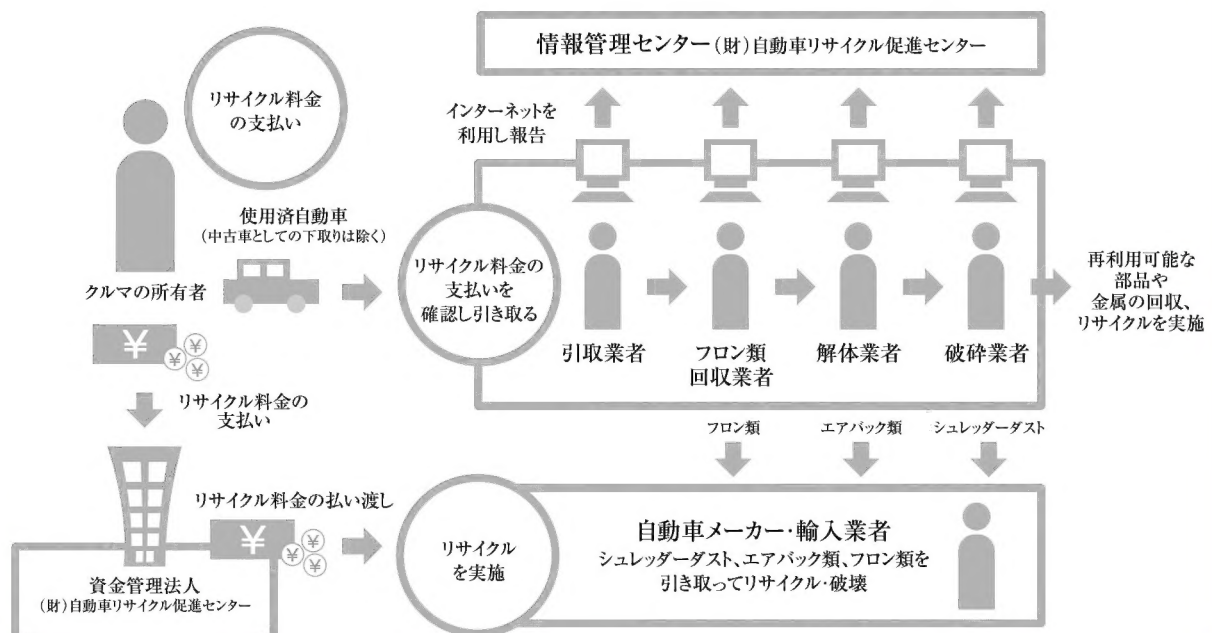 情報管理センター(財)自動車リサイクル促進センター
リサイクル料金
の支払い
インターネットを
利用し報告
使用済自動車
(中古車としての下取りは除く)
クルマの所有者
リサイクル料金の
支払いを
確認し引き取る
引取業者
フロン類
回収業者
解体業者
破砕業者
再利用可能な
部品や
金属の回収、
リサイクルを実施
¥
¥
¥
¥
リサイクル料金の
支払い
フロン類
エアバック類
シュレッダーダスト
リサイクル料金の払い渡し
¥
¥
¥
¥
資金管理法人
(財)自動車リサイクル促進センター
リサイクル
を実施
自動車メーカー・輸入業者
シュレッダーダスト、エアバック類、フロン類を
引き取ってリサイクル・破壊